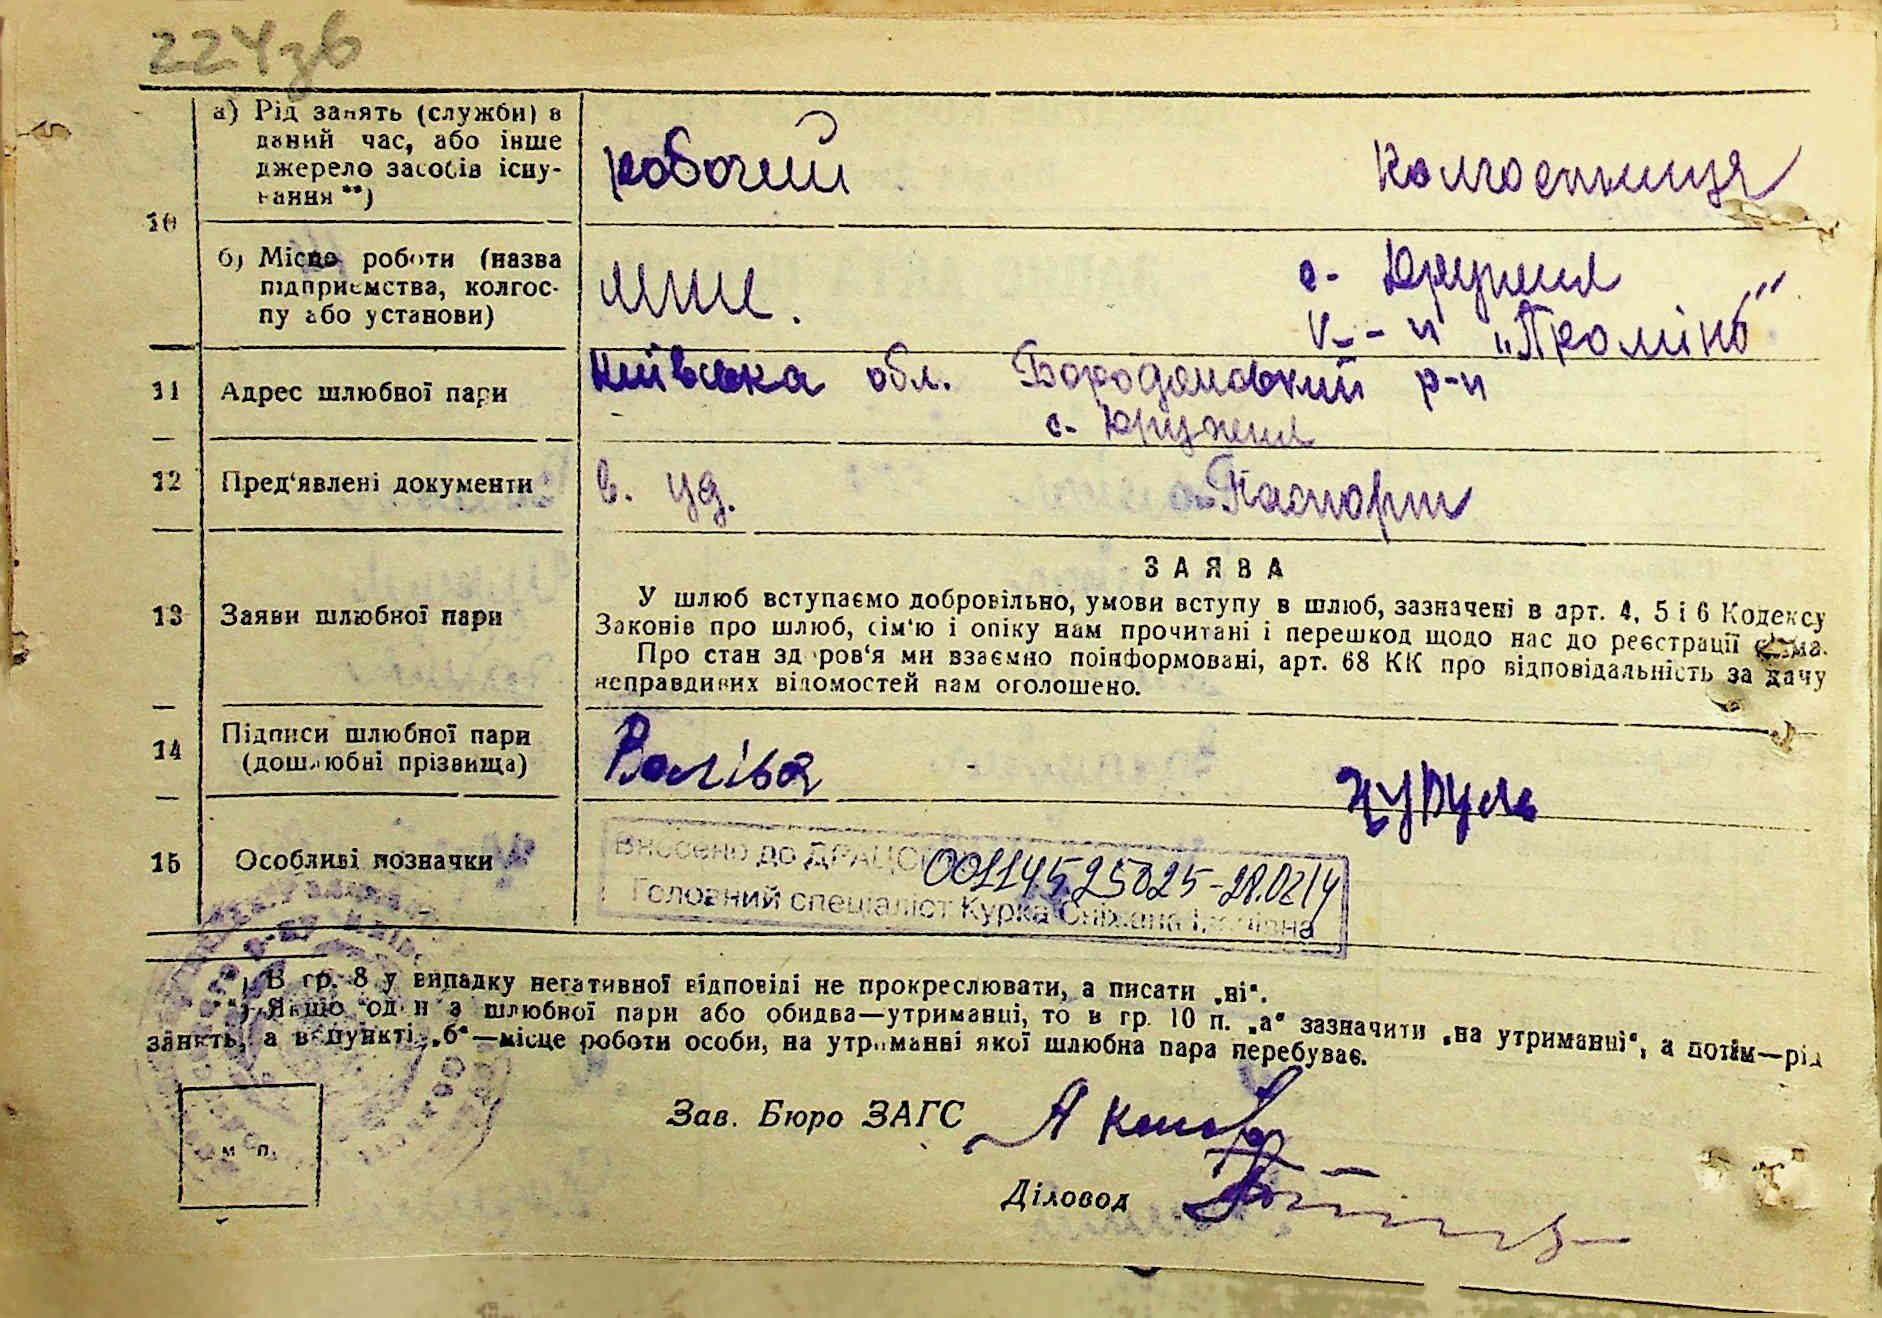 224зв
10
а) Рід занять (служби) в
даний час, або інше
джерело засобів існу-
вання **)
робочий
колгоспниця
б) Місце роботи (назва
підприємства, колгос-
пу або установи)
с. Дружня
к-п „Промінь"
11
Адрес шлюбної пари
Київська обл. Бородянський р-н
с. Дружня
12
Пред'явлені документи
в. уд.
Паспорт
13
Заяви шлюбної пари
ЗАЯВА
У шлюб вступаємо добровільно, умови вступу в шлюб, зазначені в арт. 4, 5 і 6 Кодексу
Законів про шлюб, сім'ю і опіку нам прочитані і перешкод щодо нас до реєстрації нема.
Про стан здоров'я ми взаємно поінформовані, арт. 68 КК про відповідальність за дачу
неправдивих відомостей нам оголошено.
14
Підписи шлюбної пари
(дошлюбні прізвища)
15
Особливі позначки
Внесено до ДРАЦС 00114525025-28.02.14
Головний спеціаліст Курка Сніжана
*) В гр. 8 у випадку негативної відповіді не прокреслювати, а писати „ні".
**) Якщо один з шлюбної пари або обидва—утриманці, то в гр. 10 п. „а" зазначити „на утриманні", а потім—рід
занять, а в пункті „б"—місце роботи особи, на утриманні якої шлюбна пара перебуває.
м п.
Зав. Бюро ЗАГС
Діловод